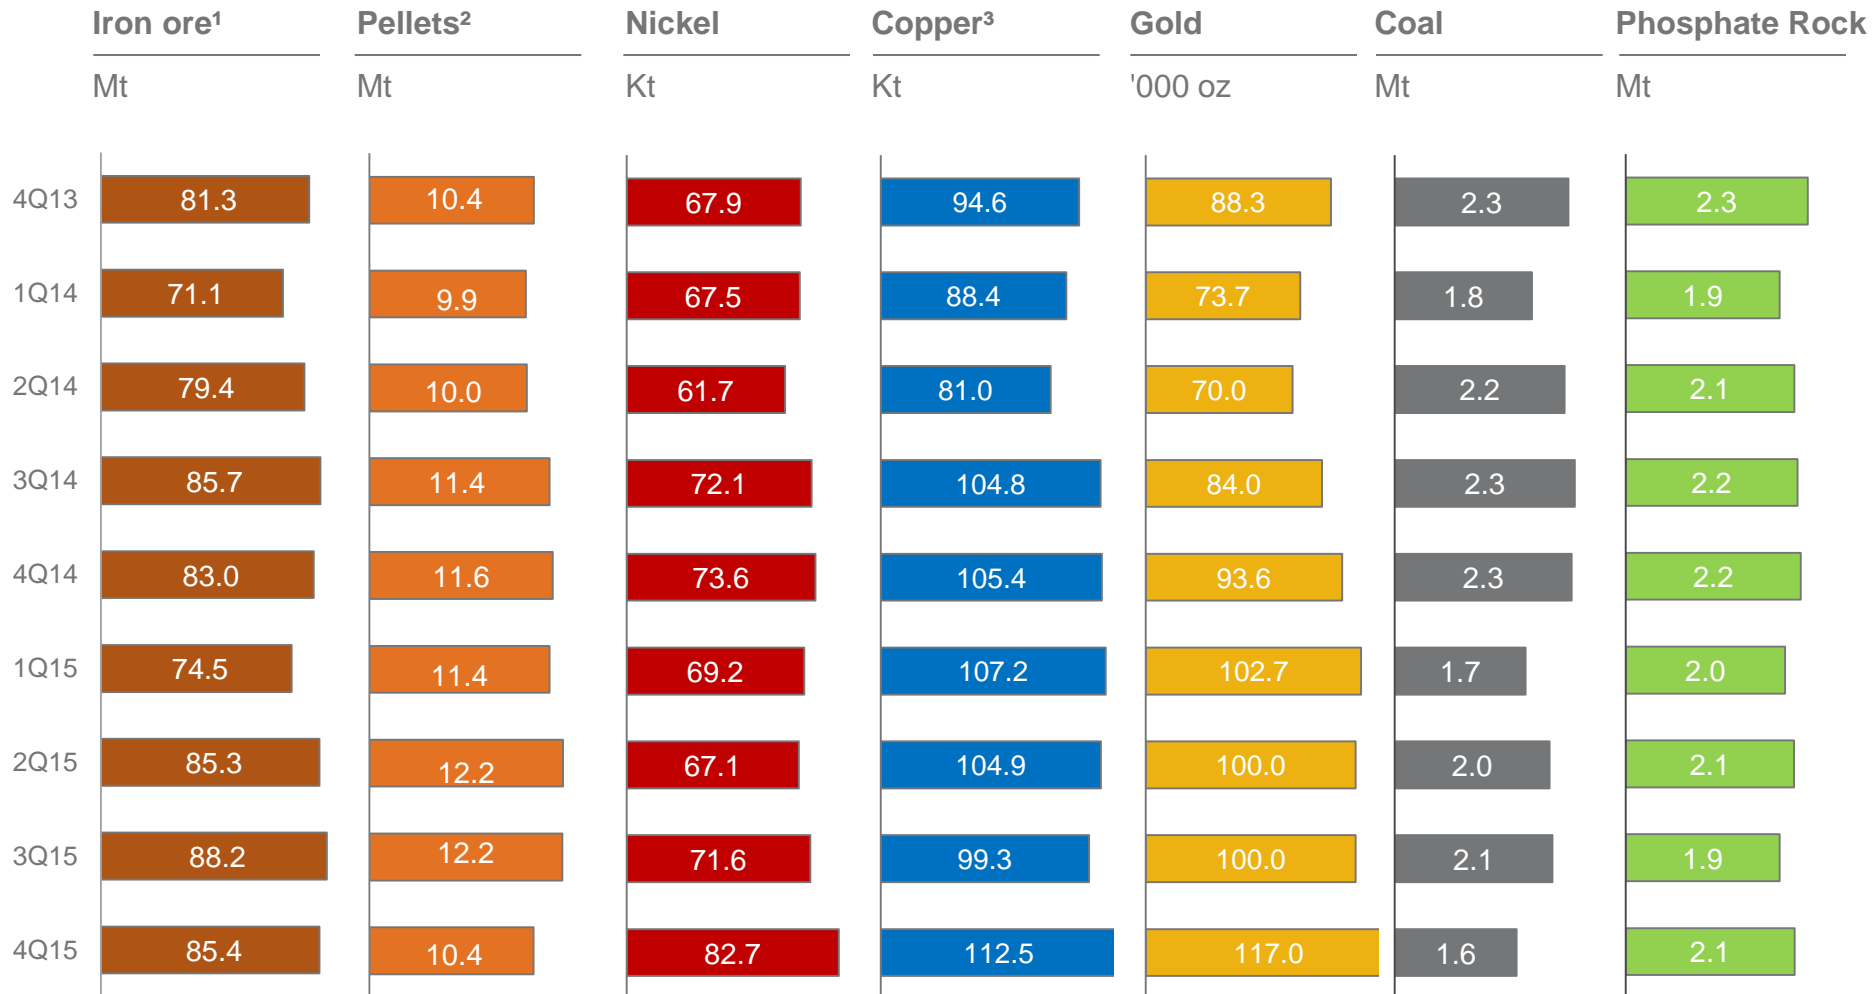 Iron ore¹ Pellets² Nickel Copper³ Gold Coal Phosphate Rock
Mt Mt Kt Kt '000 oz Mt Mt
4Q13 81.3 10.4 67.9 94.6 88.3 2.3 2.3
1Q14 71.1 9.9 67.5 88.4 73.7 1.8 1.9
2Q14 79.4 10.0 61.7 81.0 70.0 2.2 2.1
3Q14 85.7 11.4 72.1 104.8 84.0 2.3 2.2
4Q14 83.0 11.6 73.6 105.4 93.6 2.3 2.2
1Q15 74.5 11.4 69.2 107.2 102.7 1.7 2.0
2Q15 85.3 12.2 67.1 104.9 100.0 2.0 2.1
3Q15 88.2 12.2 71.6 99.3 100.0 2.1 1.9
4Q15 85.4 10.4 82.7 112.5 117.0 1.6 2.1